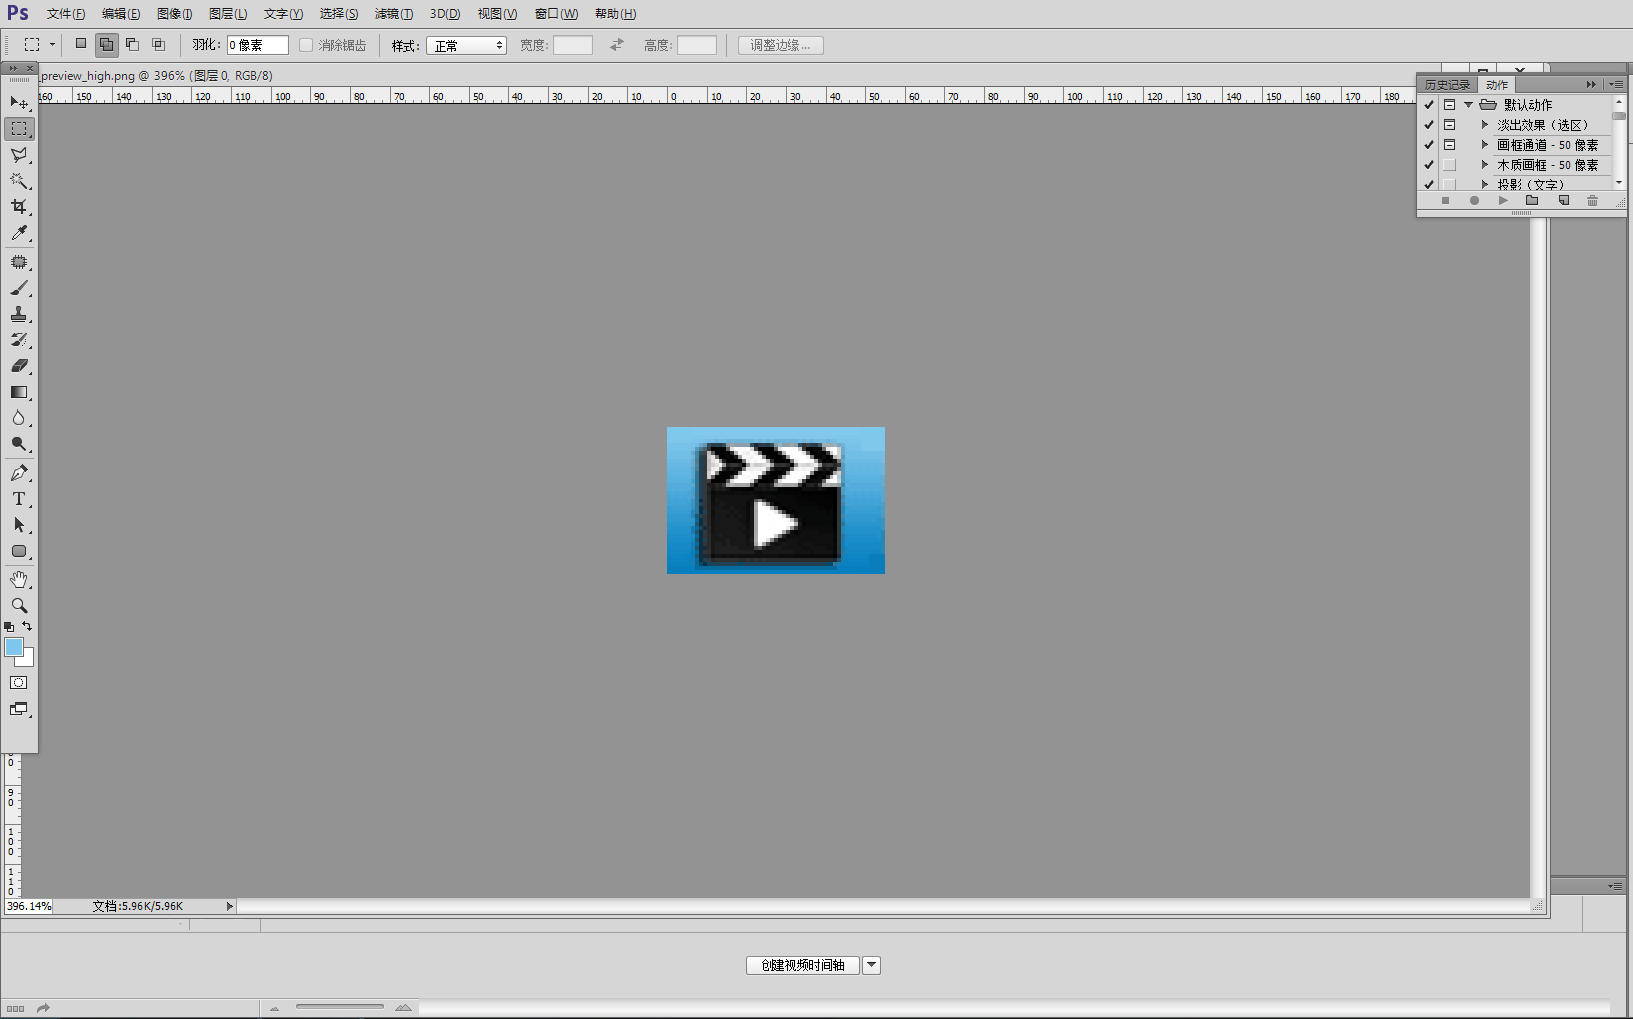 Ps 文件(F) 编辑(E) 图像(I) 图层(L) 文字(Y) 选择(S) 滤镜(T) 3D(D) 视图(V) 窗口(W) 帮助(H)
羽化: 0 像素 消除锯齿 样式: 正常 宽度: 高度: 调整边缘...
_preview_high.png @ 396% (图层 0, RGB/8)
160 150 140 130 120 110 100 90 80 70 60 50 40 30 20 10 0 10 20 30 40 50 60 70 80 90 100 110 120 130 140 150 160 170 180
历史记录 动作
默认动作
淡出效果（选区）
画框通道 - 50 像素
木质画框 - 50 像素
投影（文字）
T
0
90
100
110
396.14% 文档:5.96K/5.96K
创建视频时间轴